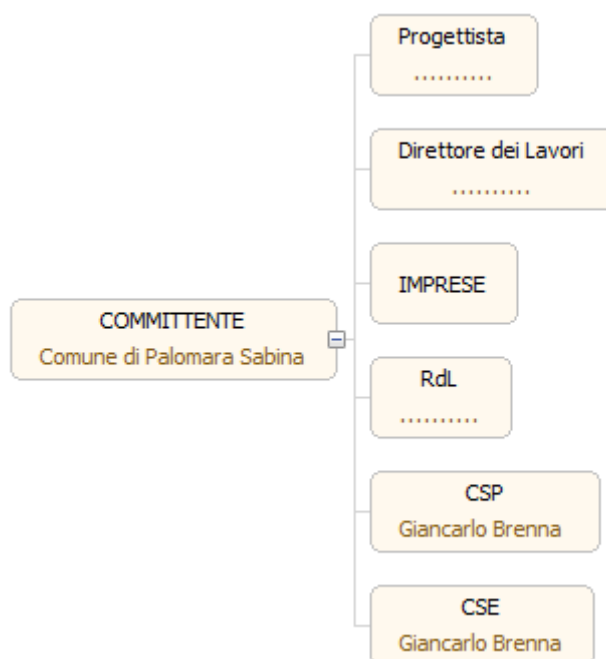 Progettista
..........
Direttore dei Lavori
..........
IMPRESE
COMMITTENTE
Comune di Palomara Sabina
RdL
..........
CSP
Giancarlo Brenna
CSE
Giancarlo Brenna